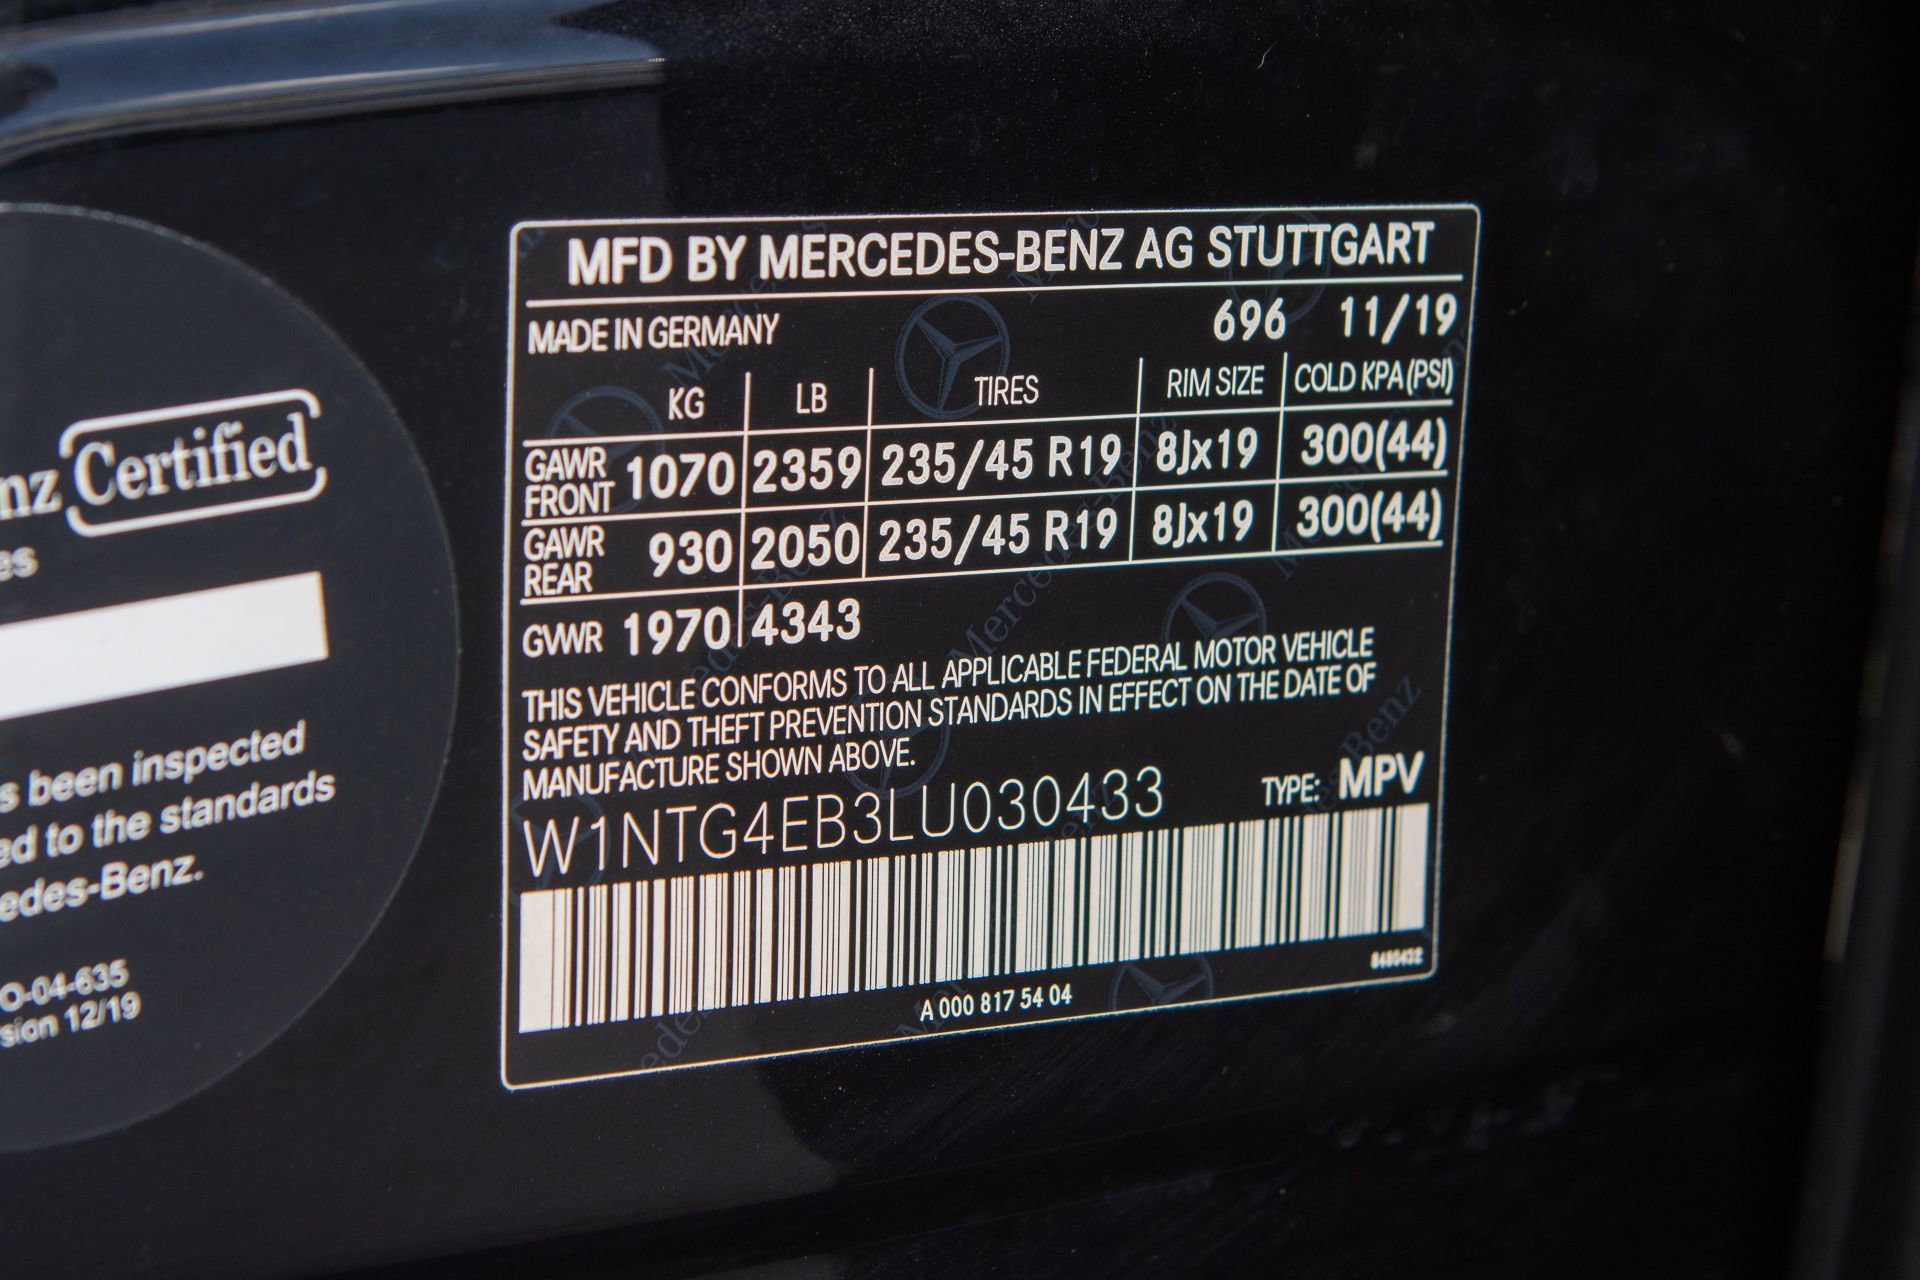 MFD BY MERCEDES-BENZ AG STUTTGART
MADE IN GERMANY 696 11/19
KG LB TIRES RIM SIZE COLD KPA(PSI)
GAWR FRONT 1070 2359 235/45 R19 8Jx19 300(44)
GAWR REAR 930 2050 235/45 R19 8Jx19 300(44)
GVWR 1970 4343
THIS VEHICLE CONFORMS TO ALL APPLICABLE FEDERAL MOTOR VEHICLE
SAFETY AND THEFT PREVENTION STANDARDS IN EFFECT ON THE DATE OF
MANUFACTURE SHOWN ABOVE.
W1NTG4EB3LU030433 TYPE: MPV
A 000 817 54 04
nz Certified
es
s been inspected
ed to the standards
edes-Benz.
O-04-635
sion 12/19